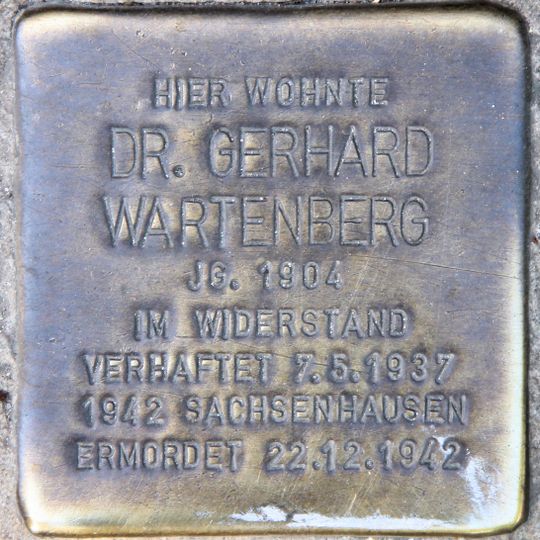 HIER WOHNTE
DR. GERHARD
WARTENBERG
JG. 1904
IM WIDERSTAND
VERHAFTET 7.5.1937
1942 SACHSENHAUSEN
ERMORDET 22.12.1942